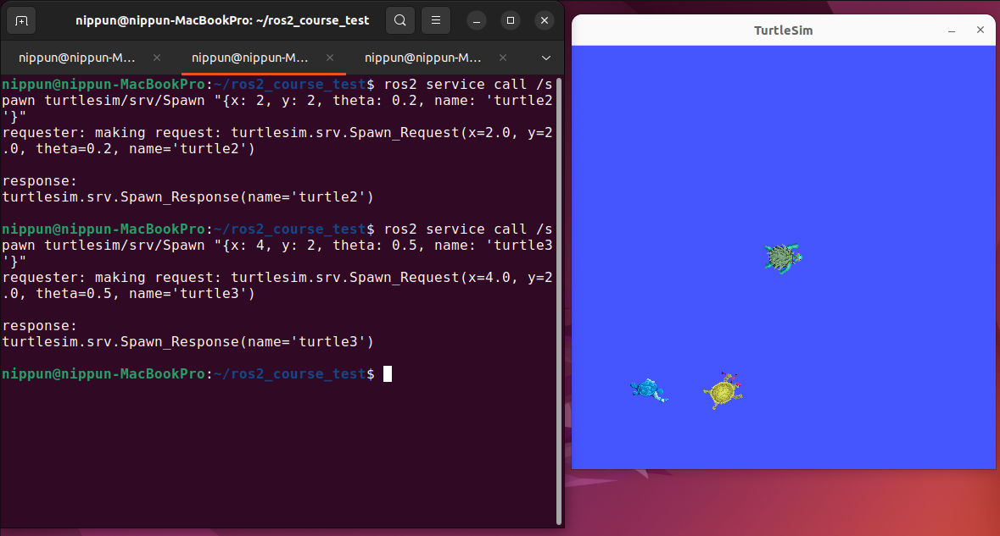 nippun@nippun-MacBookPro: ~/ros2_course_test
nippun@nippun-M...
nippun@nippun-M...
nippun@nippun-M...
nippun@nippun-MacBookPro:~/ros2_course_test$ ros2 service call /s
pawn turtlesim/srv/Spawn "{x: 2, y: 2, theta: 0.2, name: 'turtle2
'}"
requester: making request: turtlesim.srv.Spawn_Request(x=2.0, y=2
.0, theta=0.2, name='turtle2')
response:
turtlesim.srv.Spawn_Response(name='turtle2')
nippun@nippun-MacBookPro:~/ros2_course_test$ ros2 service call /s
pawn turtlesim/srv/Spawn "{x: 4, y: 2, theta: 0.5, name: 'turtle3
'}"
requester: making request: turtlesim.srv.Spawn_Request(x=4.0, y=2
.0, theta=0.5, name='turtle3')
response:
turtlesim.srv.Spawn_Response(name='turtle3')
nippun@nippun-MacBookPro:~/ros2_course_test$
TurtleSim